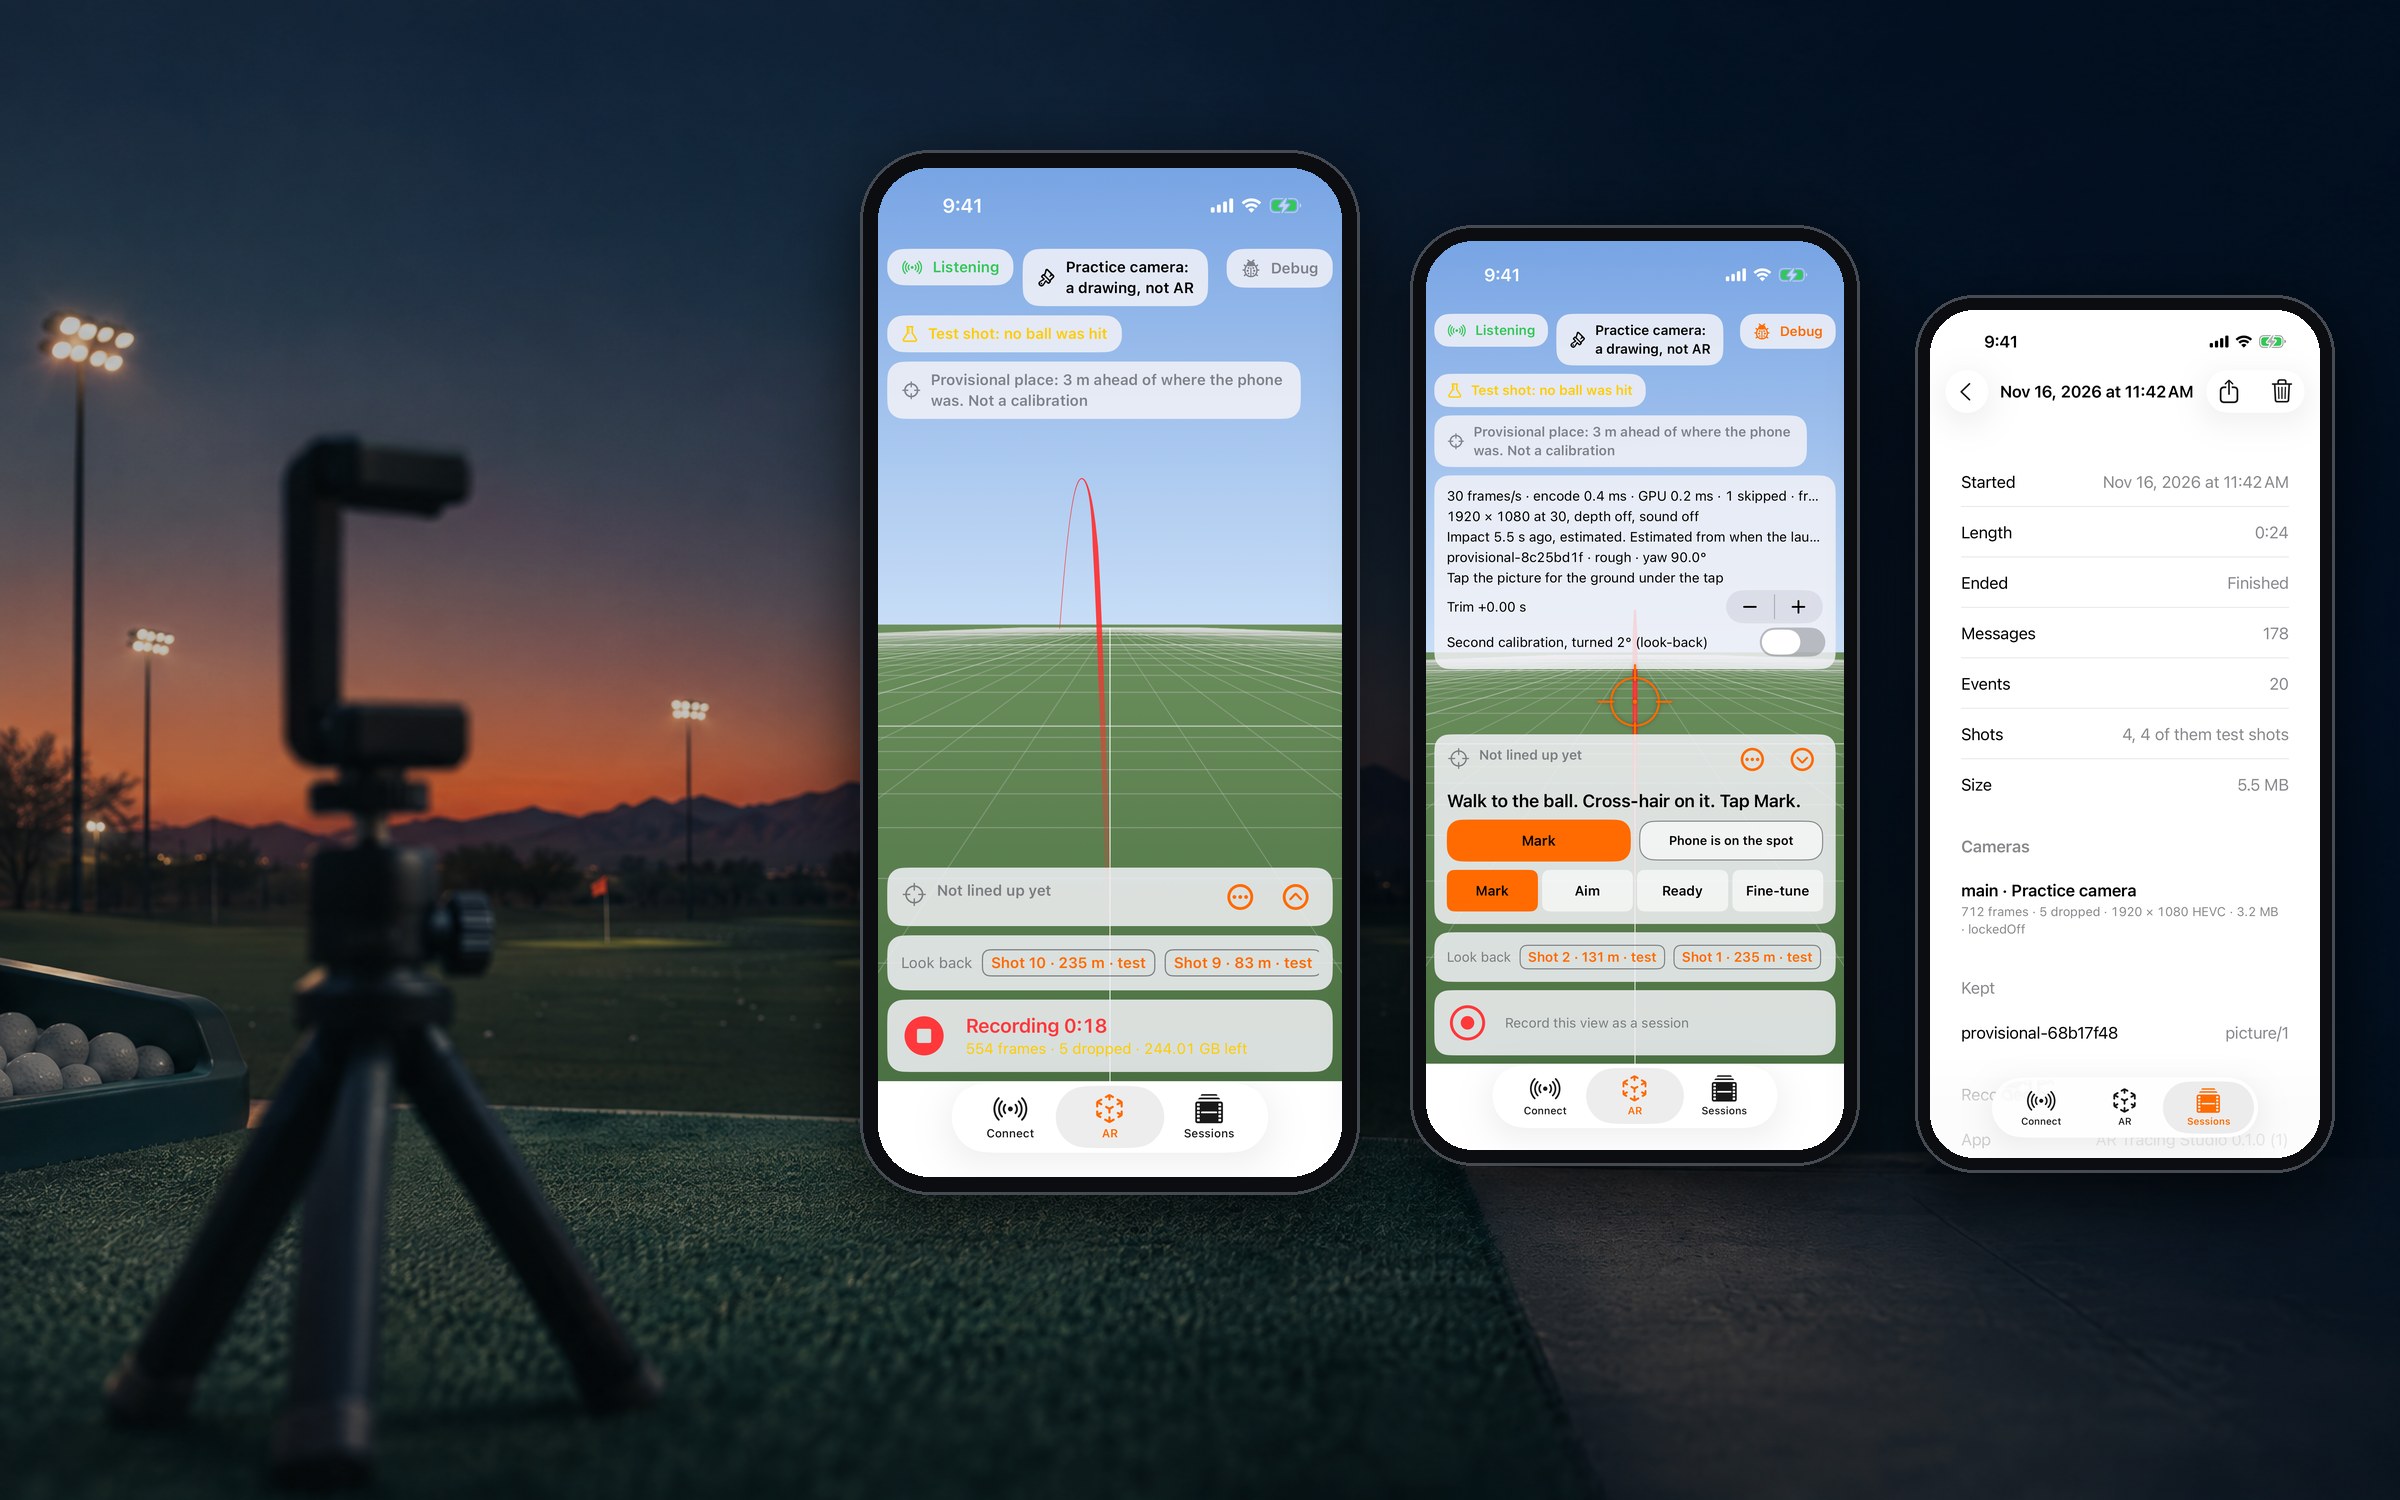 9:41
Listening
Practice camera:
a drawing, not AR
Debug
Test shot: no ball was hit
Provisional place: 3 m ahead of where the phone
was. Not a calibration
Not lined up yet
Look back
Shot 10 · 235 m · test
Shot 9 · 83 m · test
Recording 0:18
554 frames · 5 dropped · 244.01 GB left
Connect
AR
Sessions
9:41
Listening
Practice camera:
a drawing, not AR
Debug
Test shot: no ball was hit
Provisional place: 3 m ahead of where the phone
was. Not a calibration
30 frames/s · encode 0.4 ms · GPU 0.2 ms · 1 skipped · fr...
1920 × 1080 at 30, depth off, sound off
Impact 5.5 s ago, estimated. Estimated from when the lau...
provisional-8c25bd1f · rough · yaw 90.0°
Tap the picture for the ground under the tap
Trim +0.00 s
Second calibration, turned 2° (look-back)
Not lined up yet
Walk to the ball. Cross-hair on it. Tap Mark.
Mark
Phone is on the spot
Mark
Aim
Ready
Fine-tune
Look back
Shot 2 · 131 m · test
Shot 1 · 235 m · test
Record this view as a session
Connect
AR
Sessions
9:41
Nov 16, 2026 at 11:42 AM
Started Nov 16, 2026 at 11:42 AM
Length 0:24
Ended Finished
Messages 178
Events 20
Shots 4, 4 of them test shots
Size 5.5 MB
Cameras
main · Practice camera
712 frames · 5 dropped · 1920 × 1080 HEVC · 3.2 MB
· lockedOff
Kept
provisional-68b17f48 picture/1
Connect
AR
Sessions
App AR Tracing Studio 0.1.0 (1)